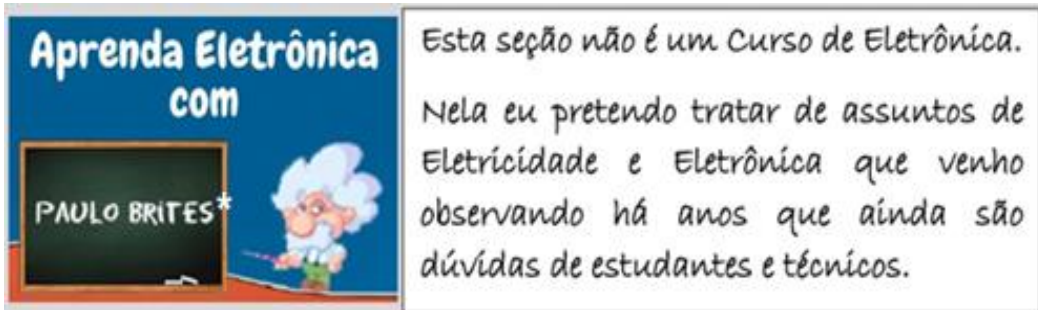 Aprenda Eletrônica
com
PAULO BRITES*
Esta seção não é um Curso de Eletrônica.
Nela eu pretendo tratar de assuntos de
Eletricidade e Eletrônica que venho
observando há anos que ainda são
dúvidas de estudantes e técnicos.